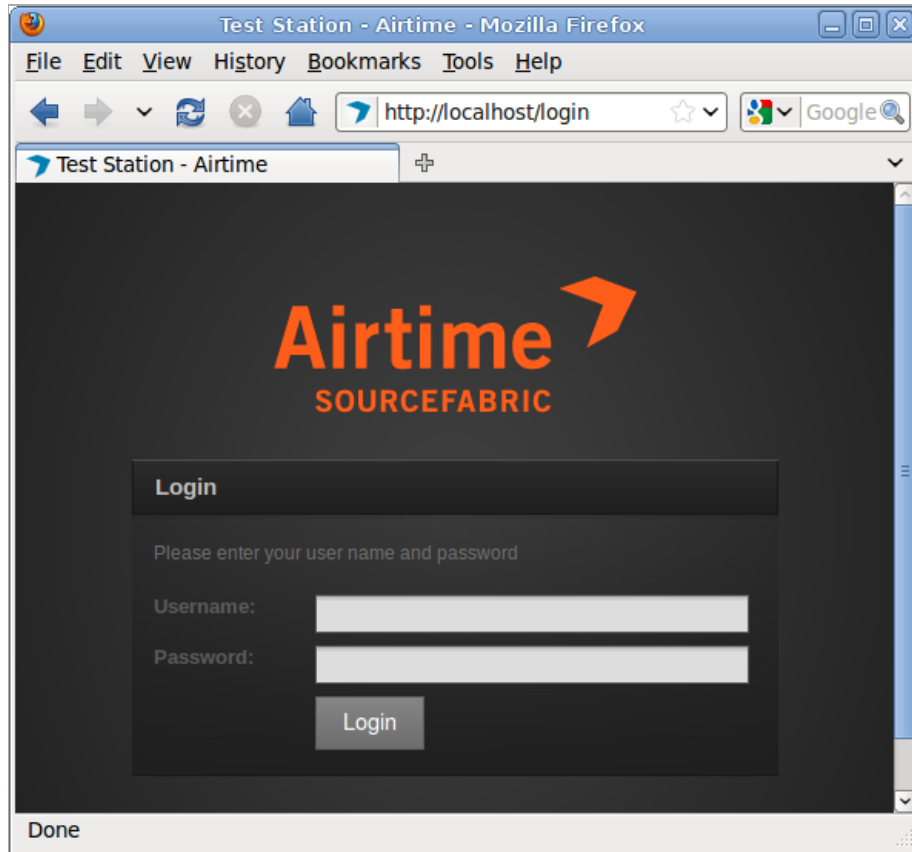 Test Station - Airtime - Mozilla Firefox
File Edit View History Bookmarks Tools Help
http://localhost/login Google
Test Station - Airtime
Airtime
SOURCEFABRIC
Login
Please enter your user name and password
Username:
Password:
Login
Done